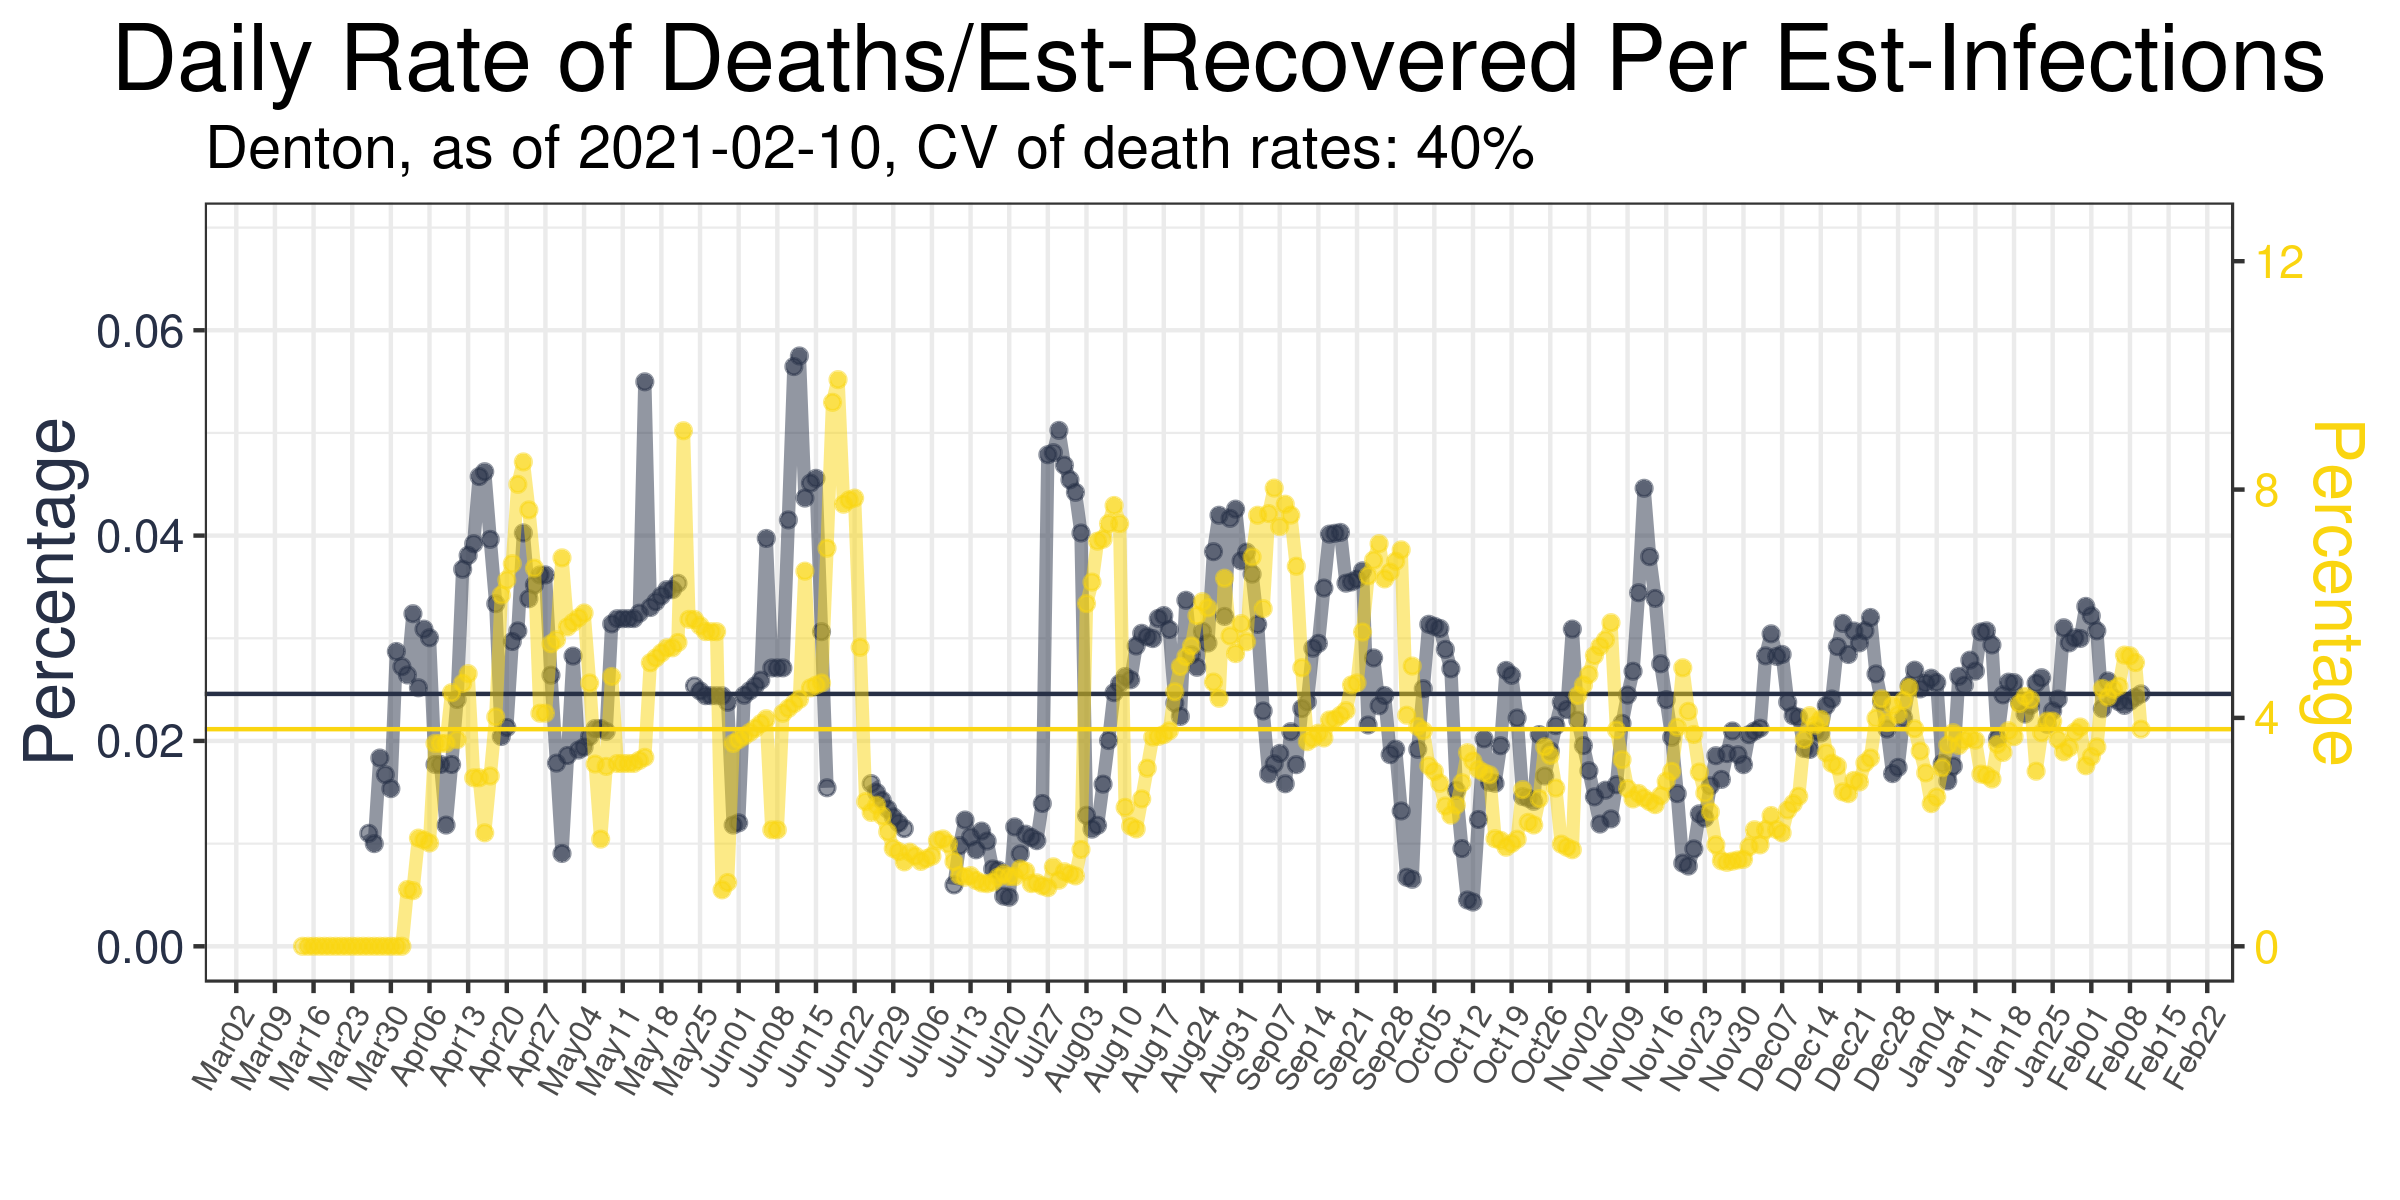 Daily Rate of Deaths/Est-Recovered Per Est-Infections
Denton, as of 2021-02-10, CV of death rates: 40%
Percentage
0.06
0.04
0.02
0.00
12
8
4
0
Percentage
Mar02
Mar09
Mar16
Mar23
Mar30
Apr06
Apr13
Apr20
Apr27
May04
May11
May18
May25
Jun01
Jun08
Jun15
Jun22
Jun29
Jul06
Jul13
Jul20
Jul27
Aug03
Aug10
Aug17
Aug24
Aug31
Sep07
Sep14
Sep21
Sep28
Oct05
Oct12
Oct19
Oct26
Nov02
Nov09
Nov16
Nov23
Nov30
Dec07
Dec14
Dec21
Dec28
Jan04
Jan11
Jan18
Jan25
Feb01
Feb08
Feb15
Feb22